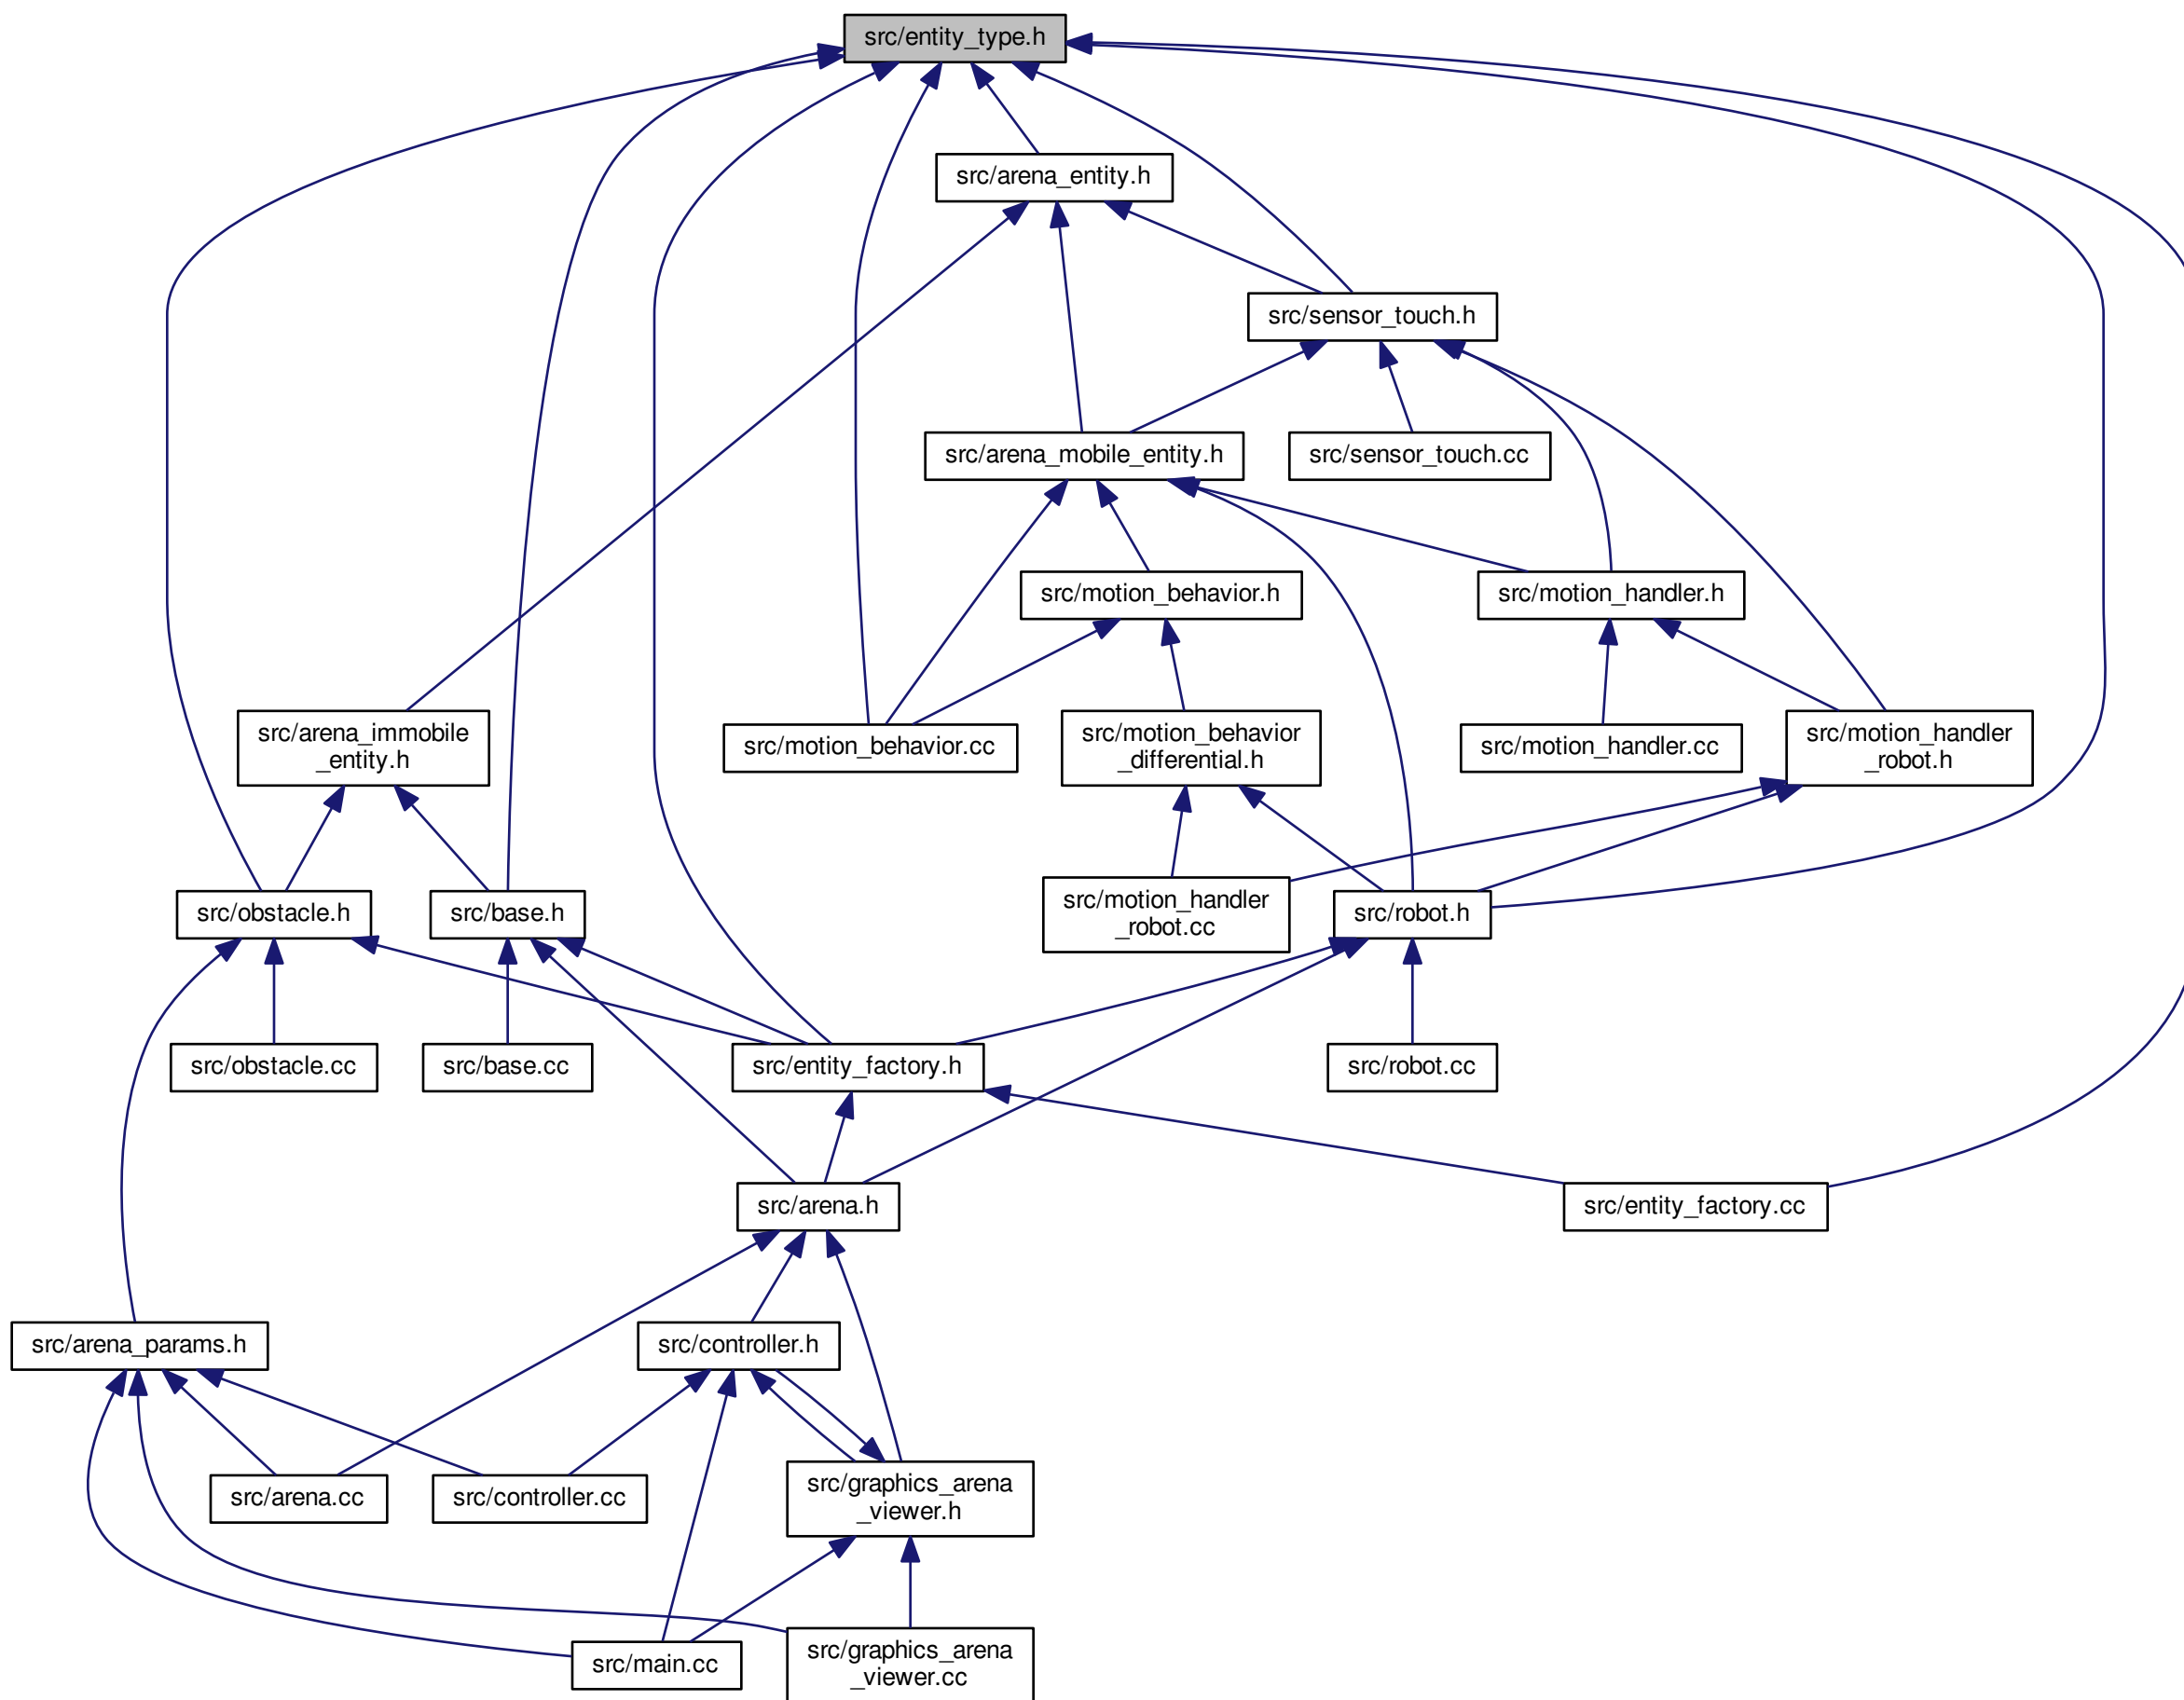 src/entity_type.h
src/arena_entity.h
src/sensor_touch.h
src/arena_mobile_entity.h
src/sensor_touch.cc
src/motion_behavior.h
src/motion_handler.h
src/arena_immobile
_entity.h
src/motion_behavior.cc
src/motion_behavior
_differential.h
src/motion_handler.cc
src/motion_handler
_robot.h
src/obstacle.h
src/base.h
src/motion_handler
_robot.cc
src/robot.h
src/obstacle.cc
src/base.cc
src/entity_factory.h
src/robot.cc
src/arena.h
src/entity_factory.cc
src/arena_params.h
src/controller.h
src/arena.cc
src/controller.cc
src/graphics_arena
_viewer.h
src/main.cc
src/graphics_arena
_viewer.cc